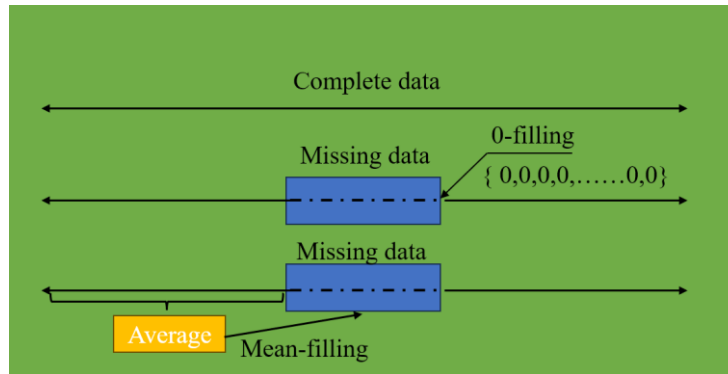 Complete data
0-filling
Missing data
{ 0,0,0,0,……0,0}
Missing data
Average
Mean-filling